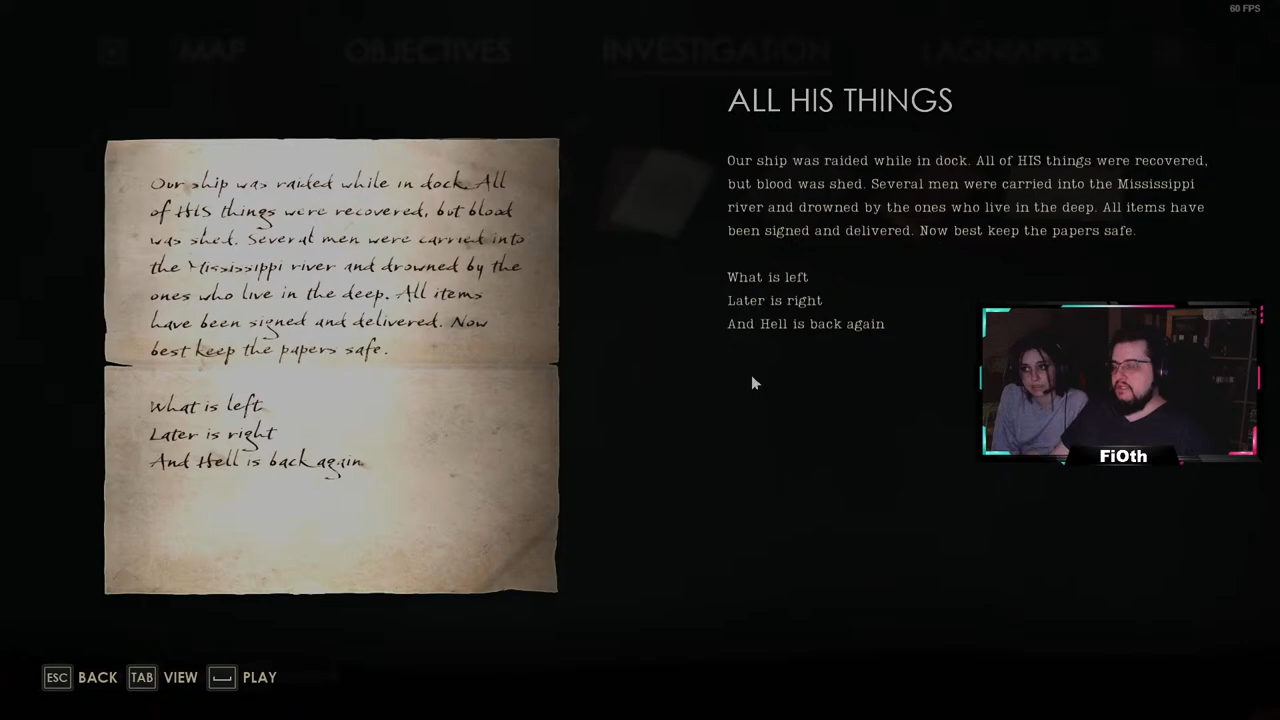 60 FPS
MAP OBJECTIVES INVESTIGATION LAGNIAPPES
ALL HIS THINGS
Our ship was raided while in dock. All
of HIS things were recovered, but blood
was shed. Several men were carried into
the Mississippi river and drowned by the
ones who live in the deep. All items
have been signed and delivered. Now
best keep the papers safe.
What is left
Later is right
And Hell is back again
Our ship was raided while in dock. All of HIS things were recovered,
but blood was shed. Several men were carried into the Mississippi
river and drowned by the ones who live in the deep. All items have
been signed and delivered. Now best keep the papers safe.
What is left
Later is right
And Hell is back again
FiOth
ESC BACK TAB VIEW PLAY